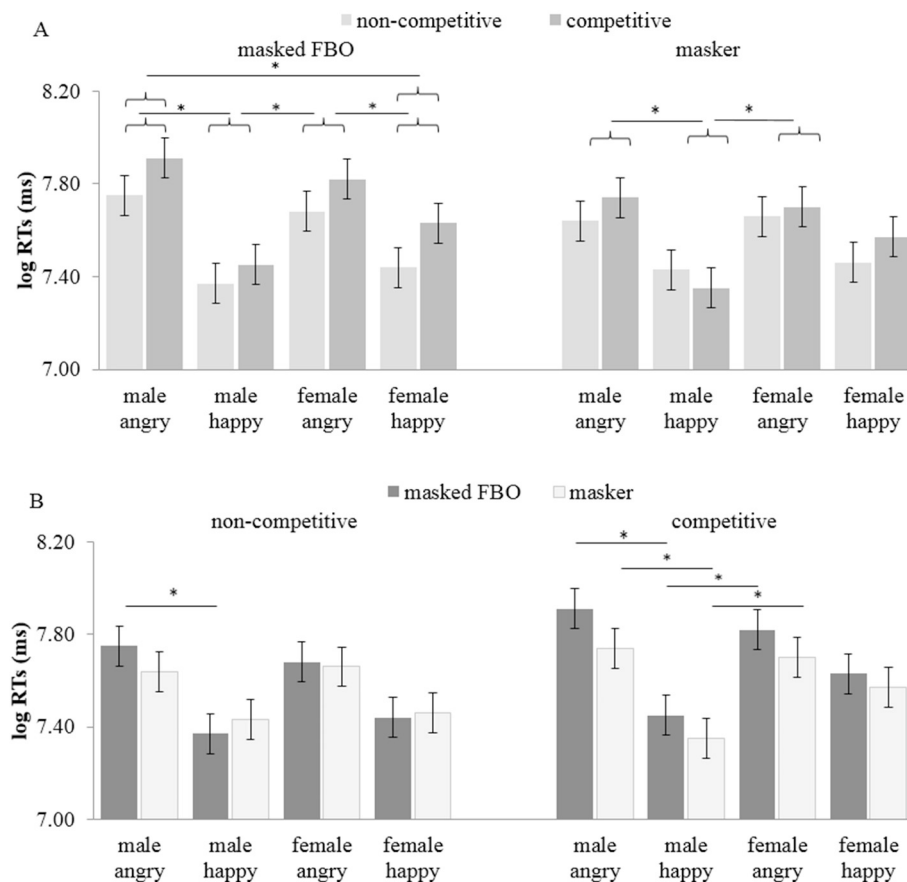 A
non-competitive competitive
masked FBO masker
* 
8.20
* * * * *
7.80
log RTs (ms)
7.40
7.00
male angry male happy female angry female happy male angry male happy female angry female happy
B
masked FBO masker
non-competitive competitive
8.20
*
*
* *
*
7.80
log RTs (ms)
7.40
7.00
male angry male happy female angry female happy male angry male happy female angry female happy